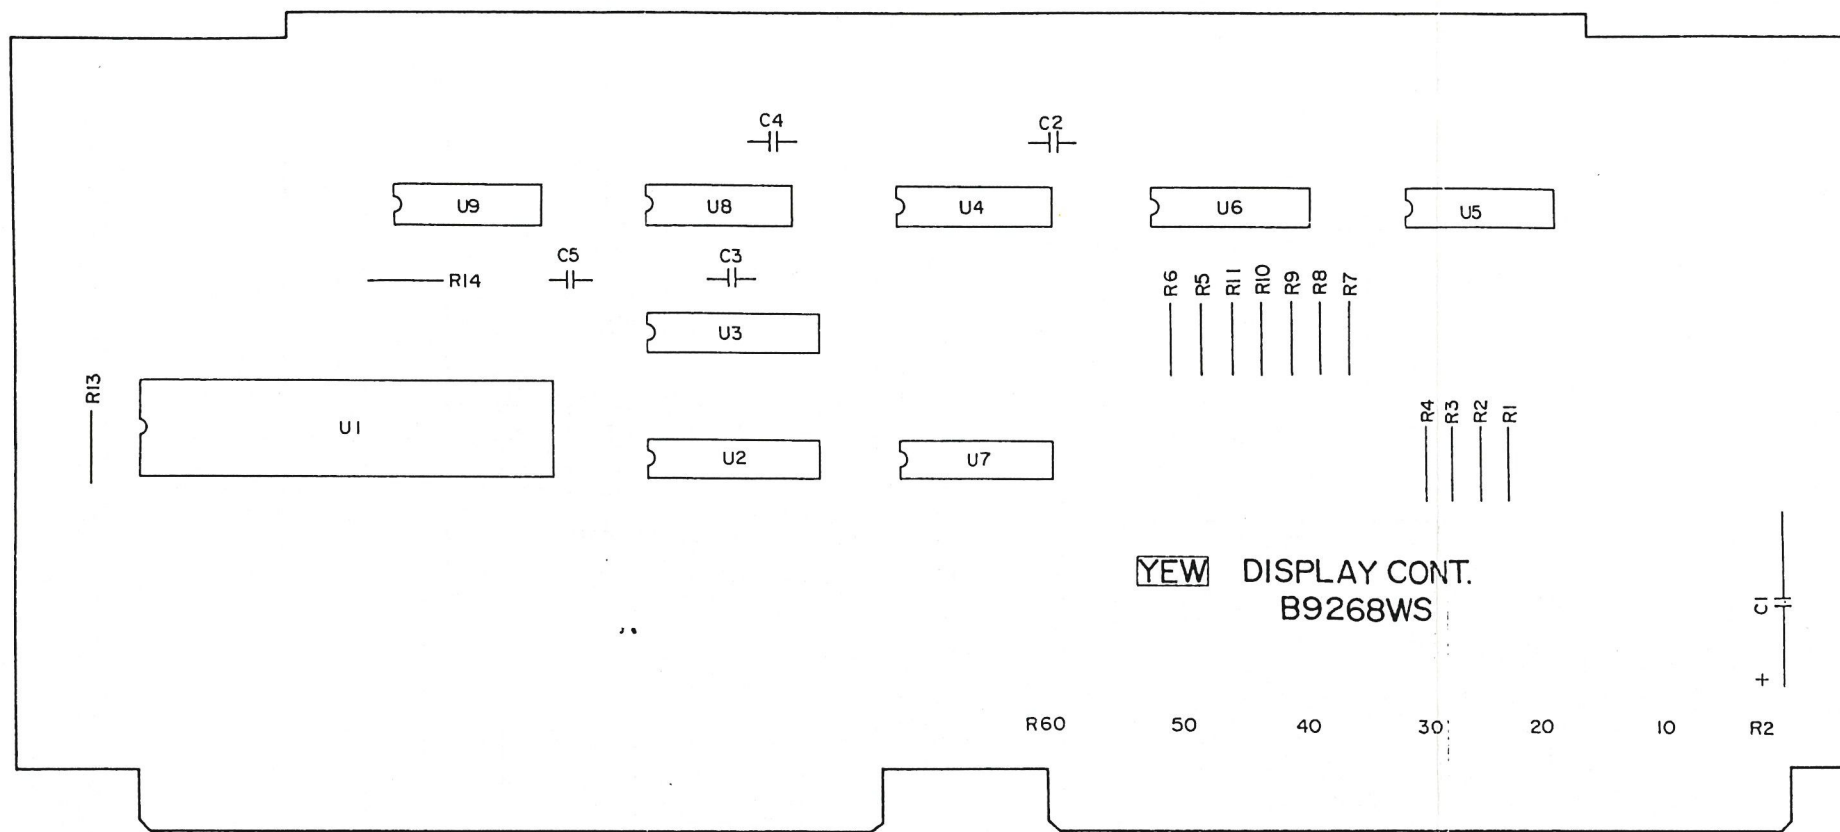 C4
C2
U9
U8
U4
U6
U5
R14
C5
C3
R6
R5
R11
R10
R9
R8
R7
U3
R13
U1
U2
U7
R4
R3
R2
R1
YEW DISPLAY CONT.
B9268WS
C1
+
R60 50 40 30 20 10 R2